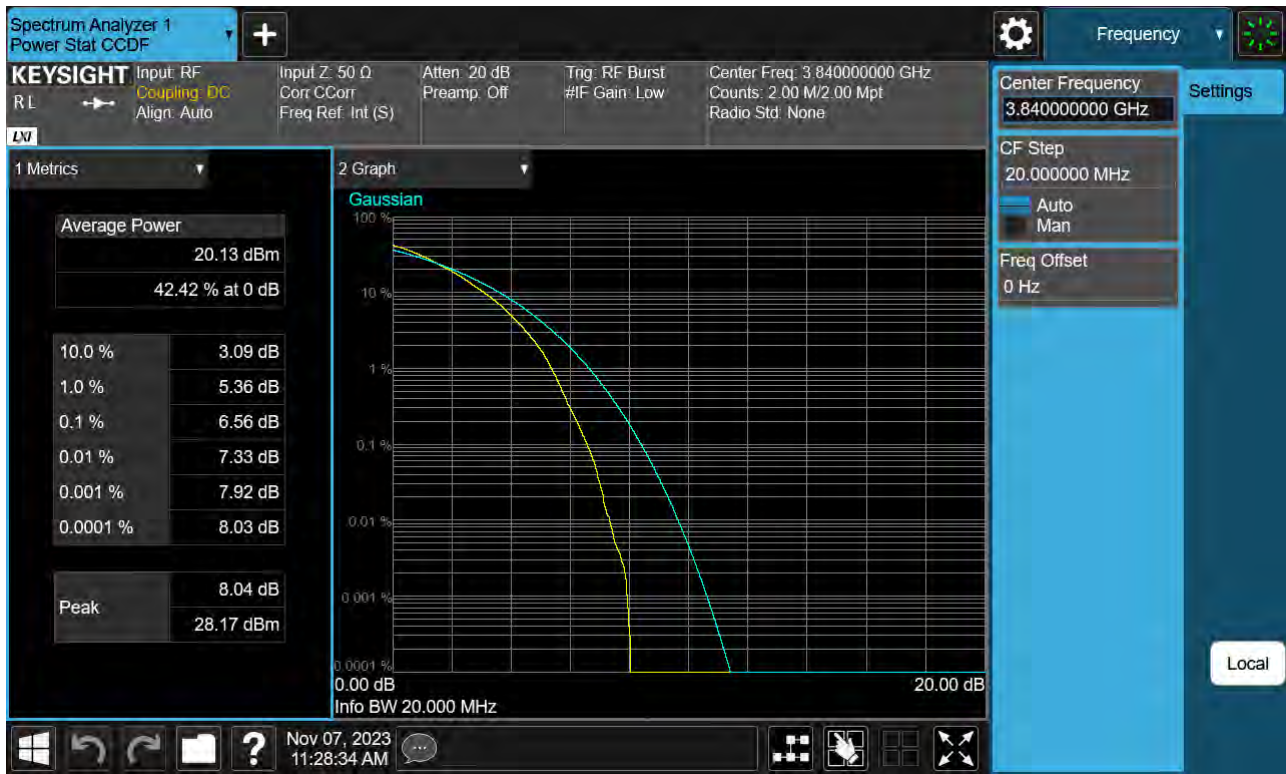 Spectrum Analyzer 1
Power Stat CCDF
Frequency
KEYSIGHT
RL
LXI
Input: RF
Coupling: DC
Align: Auto
Input Z: 50 Ω
Corr CCorr
Freq Ref: Int (S)
Atten: 20 dB
Preamp: Off
Trig: RF Burst
#IF Gain: Low
Center Freq: 3.840000000 GHz
Counts: 2.00 M/2.00 Mpt
Radio Std: None
Center Frequency
3.840000000 GHz
Settings
CF Step
20.000000 MHz
Auto
Man
Freq Offset
0 Hz
Local
1 Metrics
Average Power
20.13 dBm
42.42 % at 0 dB
10.0 % 3.09 dB
1.0 % 5.36 dB
0.1 % 6.56 dB
0.01 % 7.33 dB
0.001 % 7.92 dB
0.0001 % 8.03 dB
Peak
8.04 dB
28.17 dBm
2 Graph
Gaussian
100 %
10 %
1 %
0.1 %
0.01 %
0.001 %
0.0001 %
0.00 dB
20.00 dB
Info BW 20.000 MHz
?
Nov 07, 2023
11:28:34 AM